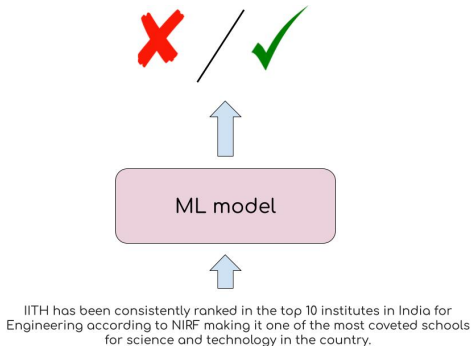 ML model
IITH has been consistently ranked in the top 10 institutes in India for
Engineering according to NIRF making it one of the most coveted schools
for science and technology in the country.